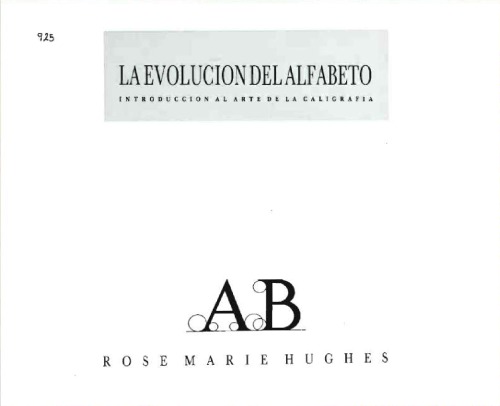 925
LA EVOLUCION DEL ALFABETO
INTRODUCCION AL ARTE DE LA CALIGRAFIA
AB
ROSE MARIE HUGHES